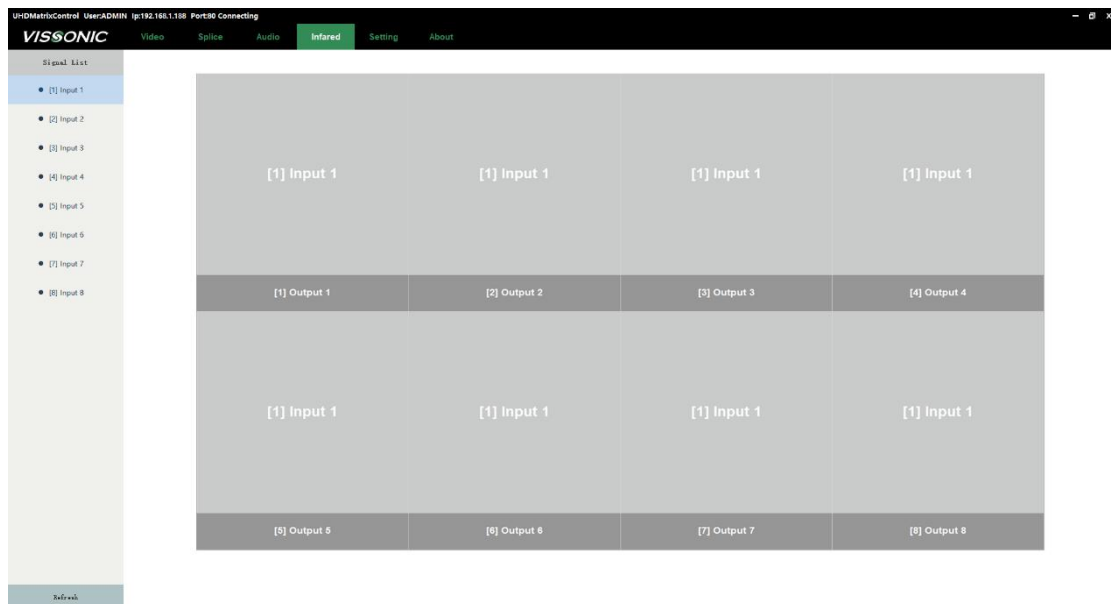 UHDMatrixControl User:ADMIN Ip:192.168.1.188 Port:80 Connecting
VISSONIC Video Splice Audio Infared Setting About
Signal List
[1] Input 1
[2] Input 2
[3] Input 3
[4] Input 4
[5] Input 5
[6] Input 6
[7] Input 7
[8] Input 8
[1] Input 1 [1] Input 1 [1] Input 1 [1] Input 1
[1] Output 1 [2] Output 2 [3] Output 3 [4] Output 4
[1] Input 1 [1] Input 1 [1] Input 1 [1] Input 1
[5] Output 5 [6] Output 6 [7] Output 7 [8] Output 8
Refresh